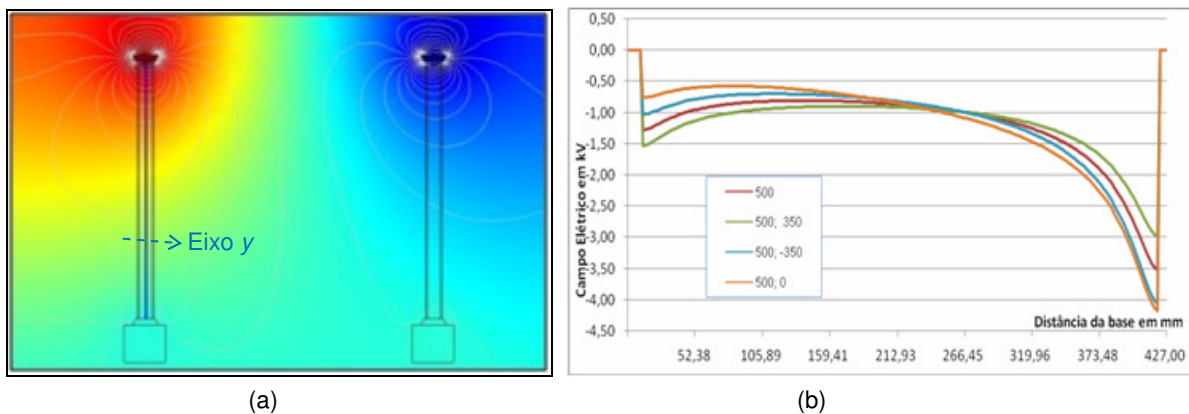 Eixo y
(a)
0,50
0,00
-0,50
-1,00
-1,50
-2,00
-2,50
-3,00
-3,50
-4,00
-4,50
Campo Elétrico em kV
500
500; .350
500; -350
500; 0
Distância da base em mm
52,38 105,89 159,41 212,93 266,45 319,96 373,48 427,00
(b)